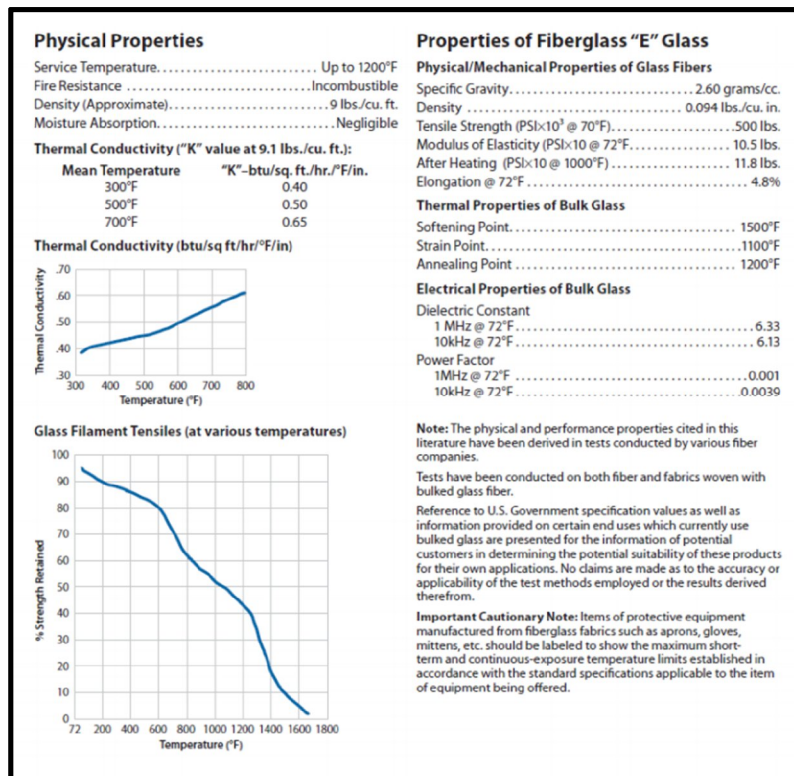 Physical Properties
Service Temperature. . . . . . . . . . . . . . . . . . . . . . . . . . . . . Up to 1200°F
Fire Resistance . . . . . . . . . . . . . . . . . . . . . . . . . . . . . . .Incombustible
Density (Approximate). . . . . . . . . . . . . . . . . . . . . . . . . . . .9 lbs./cu. ft.
Moisture Absorption. . . . . . . . . . . . . . . . . . . . . . . . . . . . . .Negligible
Thermal Conductivity ("K" value at 9.1 lbs./cu. ft.):
Mean Temperature "K"–btu/sq. ft./hr./°F/in.
300°F 0.40
500°F 0.50
700°F 0.65
Thermal Conductivity (btu/sq ft/hr/°F/in)
Thermal Conductivity
.70
.60
.50
.40
.30
300 400 500 600 700 800
Temperature (°F)
Glass Filament Tensiles (at various temperatures)
% Strength Retained
100
90
80
70
60
50
40
30
20
10
0
72 200 400 600 800 1000 1200 1400 1600 1800
Temperature (°F)
Properties of Fiberglass "E" Glass
Physical/Mechanical Properties of Glass Fibers
Specific Gravity. . . . . . . . . . . . . . . . . . . . . . . . . . . . . . .2.60 grams/cc.
Density . . . . . . . . . . . . . . . . . . . . . . . . . . . . . . . . . . 0.094 lbs./cu. in.
Tensile Strength (PSI×10³ @ 70°F). . . . . . . . . . . . . . . . . . . . .500 lbs.
Modulus of Elasticity (PSI×10 @ 72°F. . . . . . . . . . . . . . . . . . 10.5 lbs.
After Heating (PSI×10 @ 1000°F) . . . . . . . . . . . . . . . . . . . . 11.8 lbs.
Elongation @ 72°F . . . . . . . . . . . . . . . . . . . . . . . . . . . . . . . . . 4.8%
Thermal Properties of Bulk Glass
Softening Point. . . . . . . . . . . . . . . . . . . . . . . . . . . . . . . . . . . 1500°F
Strain Point. . . . . . . . . . . . . . . . . . . . . . . . . . . . . . . . . . . . . .1100°F
Annealing Point . . . . . . . . . . . . . . . . . . . . . . . . . . . . . . . . . . 1200°F
Electrical Properties of Bulk Glass
Dielectric Constant
1 MHz @ 72°F . . . . . . . . . . . . . . . . . . . . . . . . . . . . . . . . . . . .6.33
10kHz @ 72°F. . . . . . . . . . . . . . . . . . . . . . . . . . . . . . . . . . . . 6.13
Power Factor
1MHz @ 72°F . . . . . . . . . . . . . . . . . . . . . . . . . . . . . . . . . . .0.001
10kHz @ 72°F. . . . . . . . . . . . . . . . . . . . . . . . . . . . . . . . . .0.0039
Note: The physical and performance properties cited in this
literature have been derived in tests conducted by various fiber
companies.
Tests have been conducted on both fiber and fabrics woven with
bulked glass fiber.
Reference to U.S. Government specification values as well as
information provided on certain end uses which currently use
bulked glass are presented for the information of potential
customers in determining the potential suitability of these products
for their own applications. No claims are made as to the accuracy or
applicability of the test methods employed or the results derived
therefrom.
Important Cautionary Note: Items of protective equipment
manufactured from fiberglass fabrics such as aprons, gloves,
mittens, etc. should be labeled to show the maximum short-
term and continuous-exposure temperature limits established in
accordance with the standard specifications applicable to the item
of equipment being offered.